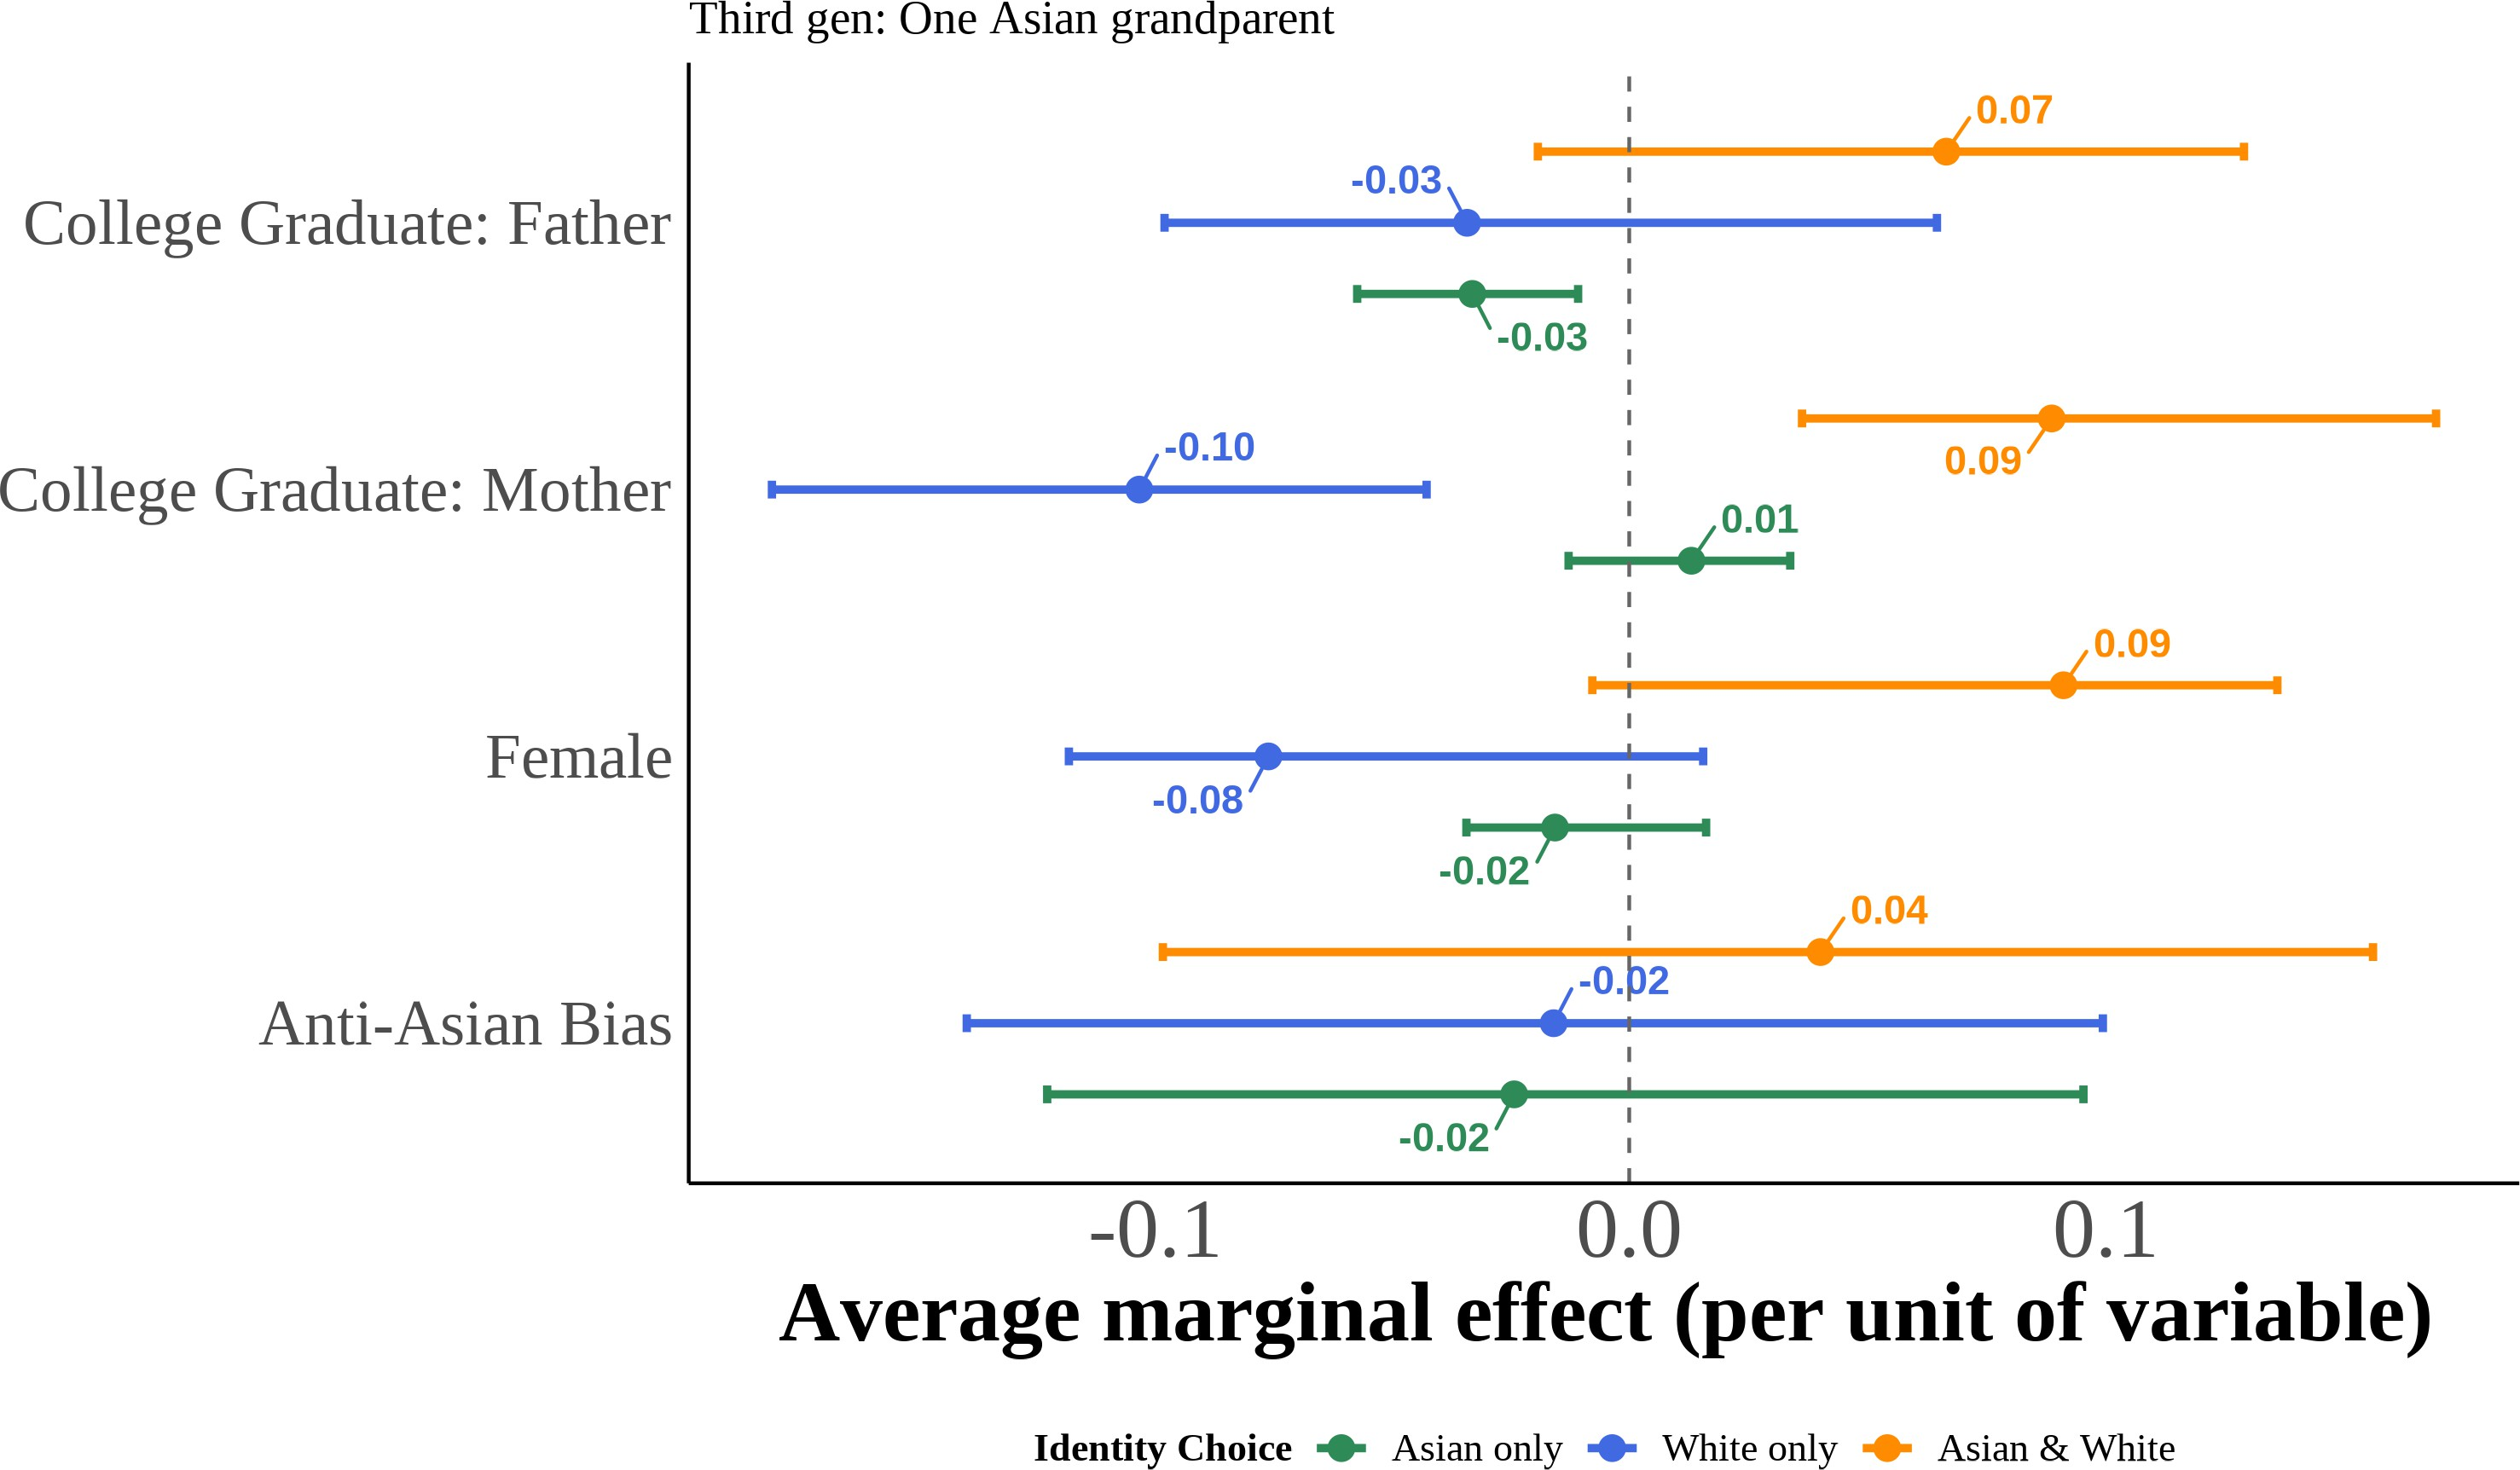 Third gen: One Asian grandparent
0.07
-0.03
College Graduate: Father
-0.03
-0.10
0.09
College Graduate: Mother
0.01
0.09
Female
-0.08
-0.02
0.04
-0.02
Anti-Asian Bias
-0.02
-0.1 0.0 0.1
Average marginal effect (per unit of variable)
Identity Choice Asian only White only Asian & White